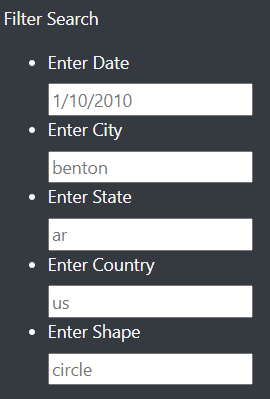 Filter Search
Enter Date
1/10/2010
Enter City
benton
Enter State
ar
Enter Country
us
Enter Shape
circle